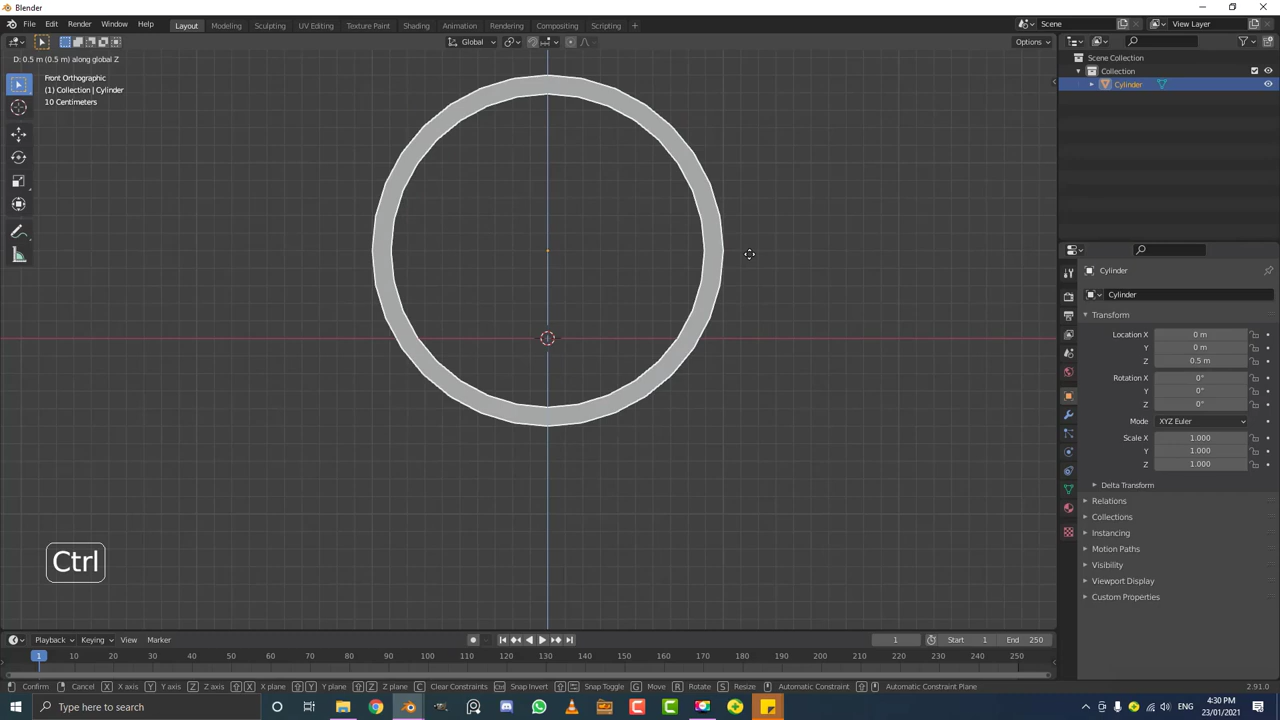 Blender
File Edit Render Window Help Layout Modeling Sculpting UV Editing Texture Paint Shading Animation Rendering Compositing Scripting + Scene View Layer
Global Options
D: 0.5 m (0.5 m) along global Z
Front Orthographic
(1) Collection | Cylinder
10 Centimeters
Scene Collection
Collection
Cylinder
Cylinder
Cylinder
Transform
Location X 0 m
Y 0 m
Z 0.5 m
Rotation X 0°
Y 0°
Z 0°
Mode XYZ Euler
Scale X 1.000
Y 1.000
Z 1.000
Delta Transform
Relations
Collections
Instancing
Motion Paths
Visibility
Viewport Display
Custom Properties
Ctrl
Playback Keying View Marker 1 Start 1 End 250
1 10 20 30 40 50 60 70 80 90 100 110 120 130 140 150 160 170 180 190 200 210 220 230 240 250
Confirm Cancel X X axis Y Y axis Z Z axis X X plane Y Y plane Z Z plane C Clear Constraints Ctrl Snap Invert Snap Toggle G Move R Rotate S Resize Automatic Constraint Automatic Constraint Plane 2.91.0
Type here to search
ENG
4:30 PM
23/01/2021